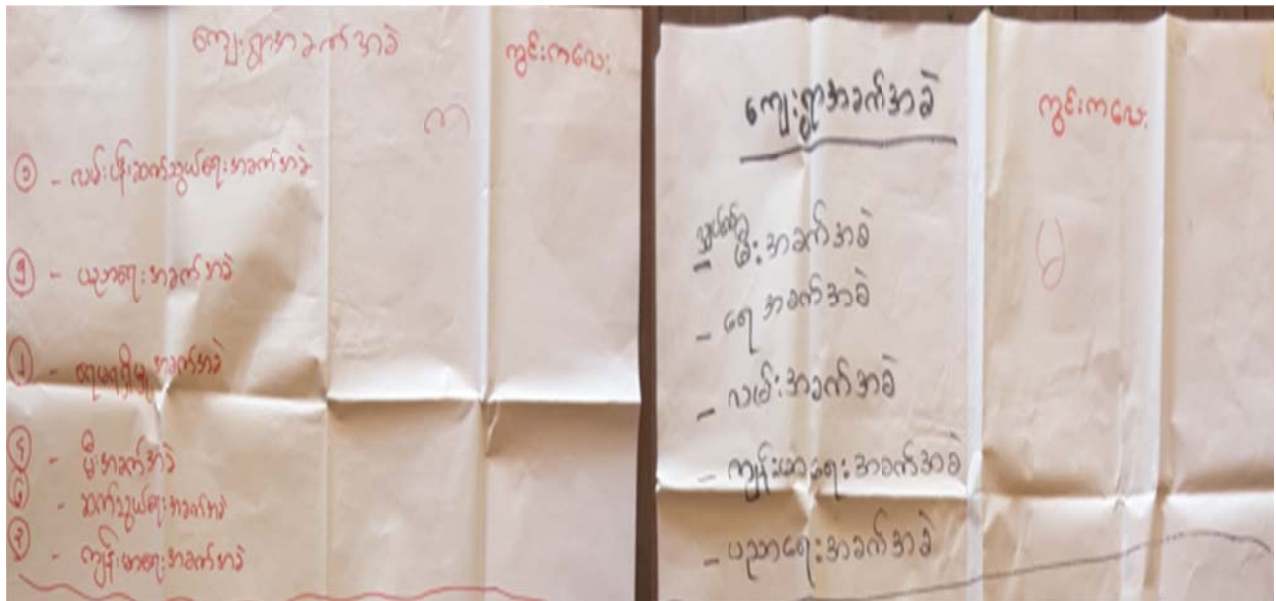 ကျေးရွာအခက်အခဲ
ကွင်းကလေး
က
၁ - လမ်းပန်းဆက်သွယ်ရေးအခက်အခဲ
၅ - ပညာရေးအခက်အခဲ
၂ - ရေမရရှိမှုအခက်အခဲ
၄ - မီးအခက်အခဲ
၆ - ဆက်သွယ်ရေးအခက်အခဲ
၃ - ကျန်းမာရေးအခက်အခဲ
ကျေးရွာအခက်အခဲ
ကွင်းကလေး
မ
- မီးအခက်အခဲ
- ရေအခက်အခဲ
- လမ်းအခက်အခဲ
- ကျန်းမာရေးအခက်အခဲ
- ပညာရေးအခက်အခဲ